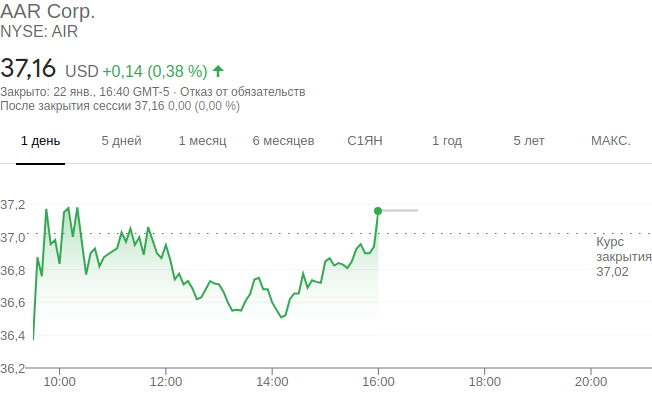 AAR Corp.
NYSE: AIR
37,16 USD +0,14 (0,38 %)
Закрыто: 22 янв., 16:40 GMT-5 · Отказ от обязательств
После закрытия сессии 37,16 0,00 (0,00 %)
1 день 5 дней 1 месяц 6 месяцев С1ЯН 1 год 5 лет МАКС.
37,2
37,0
Курс
закрытия
37,02
36,8
36,6
36,4
36,2
10:00 12:00 14:00 16:00 18:00 20:00